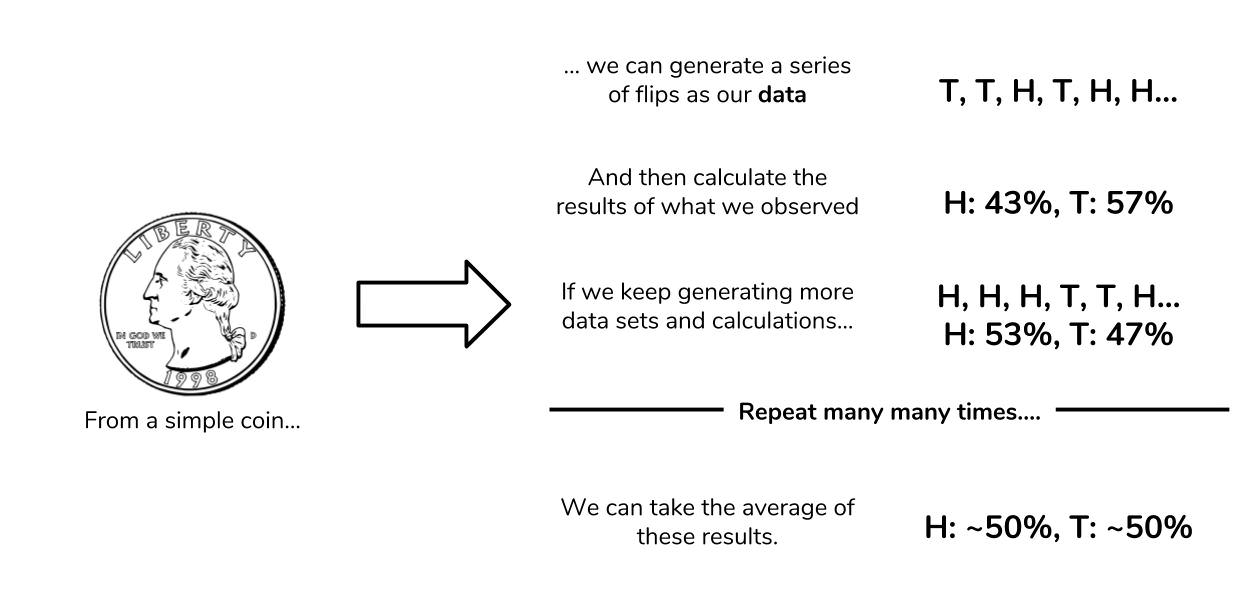 LIBERTY
IN GOD WE
TRUST
D
1998
From a simple coin...
... we can generate a series
of flips as our data
T, T, H, T, H, H...
And then calculate the
results of what we observed
H: 43%, T: 57%
If we keep generating more
data sets and calculations...
H, H, H, T, T, H...
H: 53%, T: 47%
Repeat many many times....
We can take the average of
these results.
H: ~50%, T: ~50%